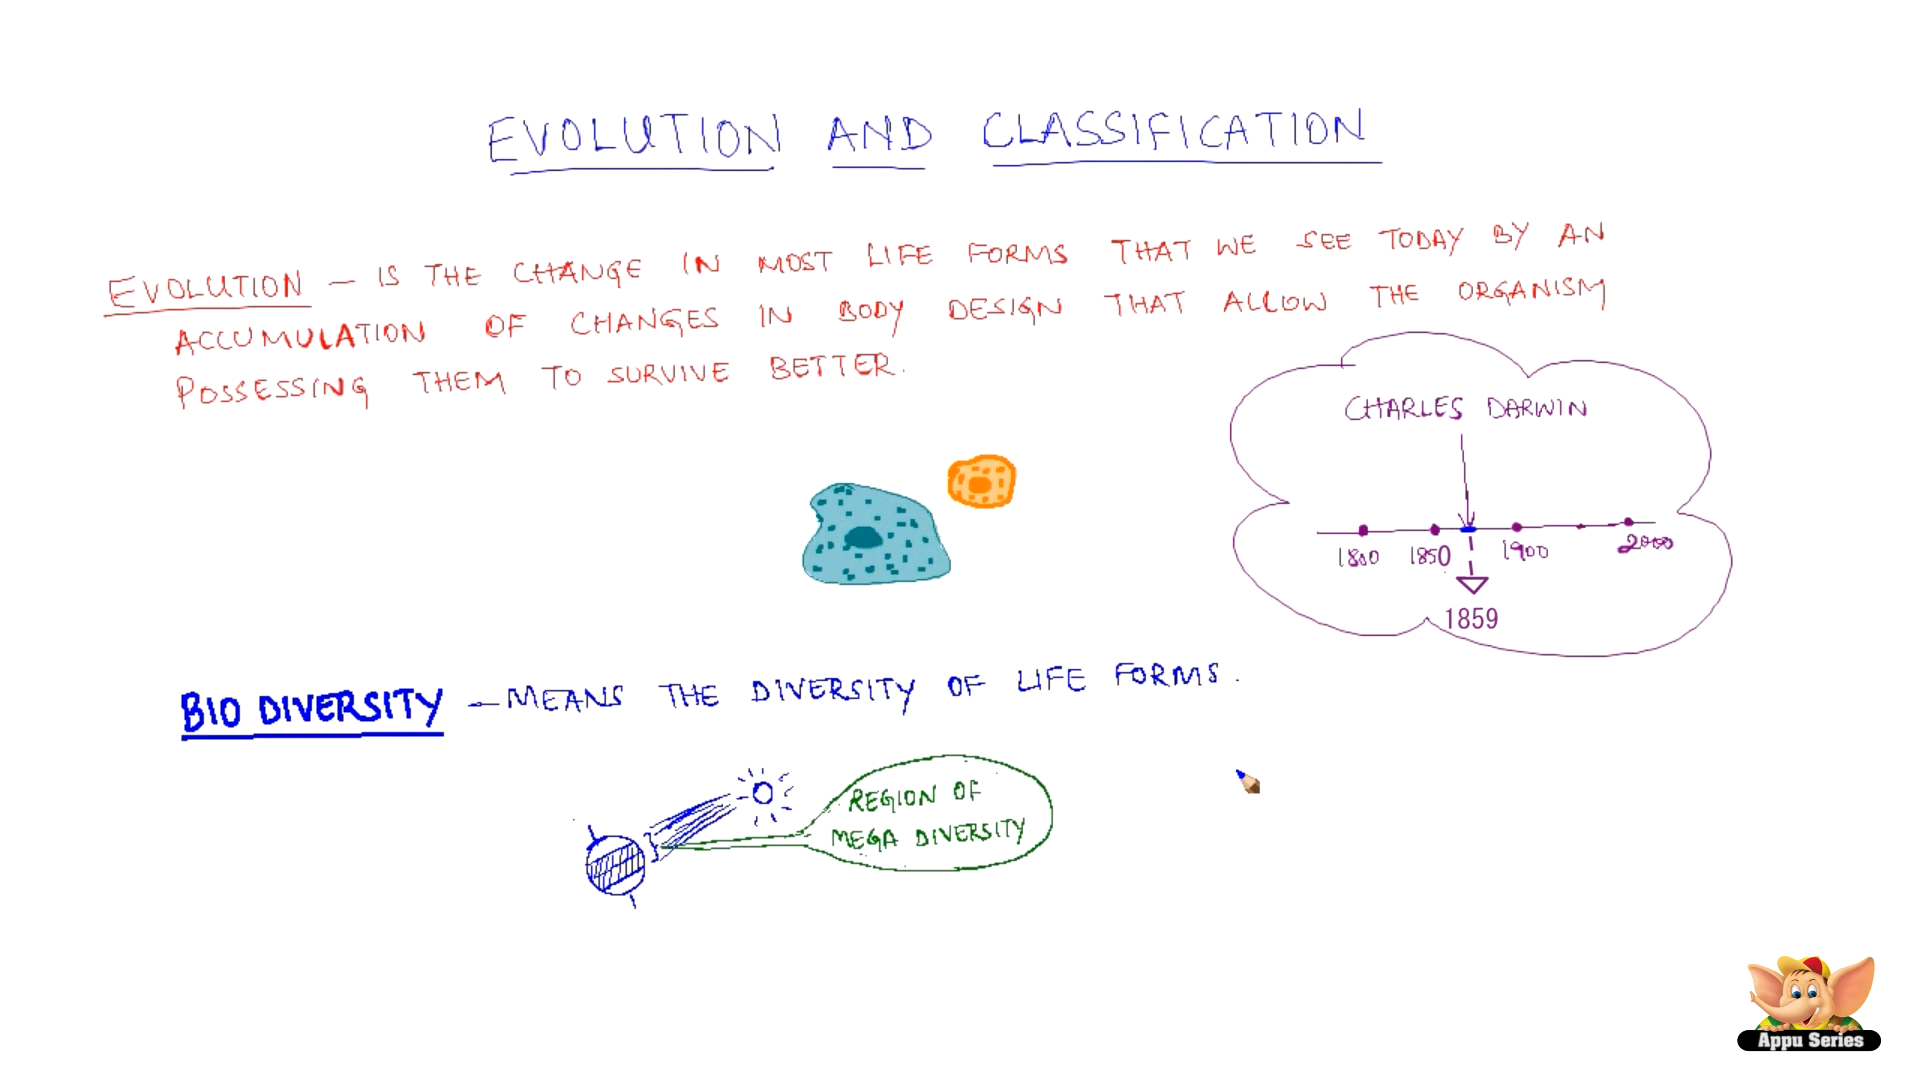 EVOLUTION AND CLASSIFICATION
EVOLUTION – IS THE CHANGE IN MOST LIFE FORMS THAT WE SEE TODAY BY AN
ACCUMULATION OF CHANGES IN BODY DESIGN THAT ALLOW THE ORGANISM
POSSESSING THEM TO SURVIVE BETTER.
CHARLES DARWIN
1800 1850 1900 2000
1859
BIO DIVERSITY – MEANS THE DIVERSITY OF LIFE FORMS.
REGION OF
MEGA DIVERSITY
Appu Series